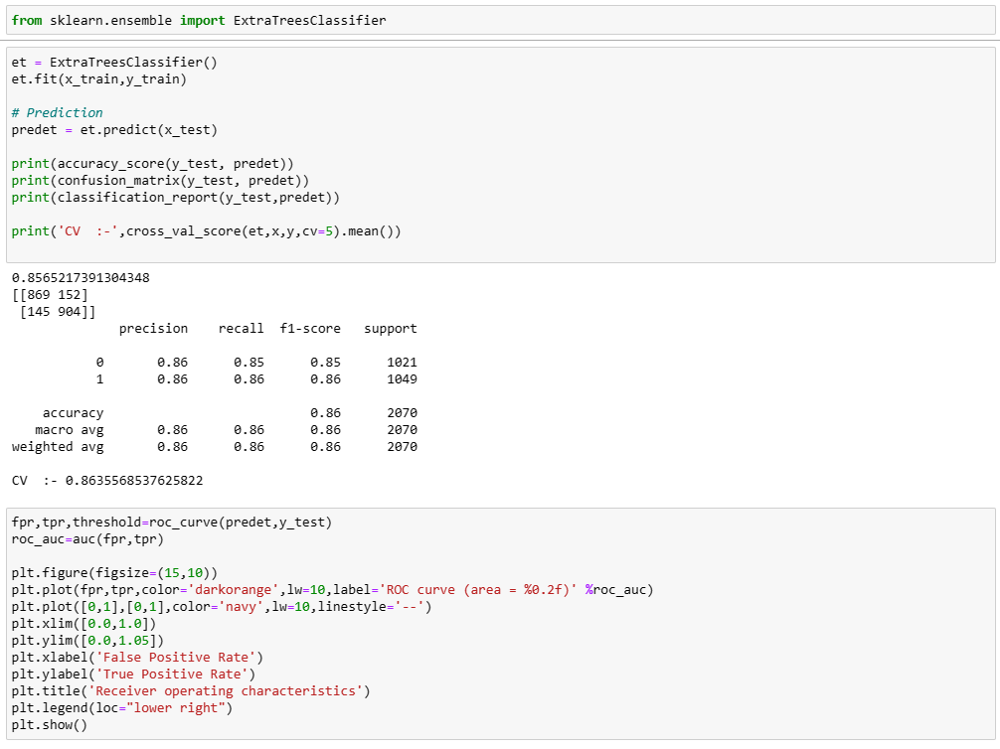 from sklearn.ensemble import ExtraTreesClassifier
et = ExtraTreesClassifier()
et.fit(x_train,y_train)
# Prediction
predet = et.predict(x_test)
print(accuracy_score(y_test, predet))
print(confusion_matrix(y_test, predet))
print(classification_report(y_test,predet))
print('CV  :-',cross_val_score(et,x,y,cv=5).mean())
0.8565217391304348
[[869 152]
 [145 904]]
              precision    recall  f1-score   support
           0       0.86      0.85      0.85      1021
           1       0.86      0.86      0.86      1049
    accuracy                           0.86      2070
   macro avg       0.86      0.86      0.86      2070
weighted avg       0.86      0.86      0.86      2070
CV  :- 0.8635568537625822
fpr,tpr,threshold=roc_curve(predet,y_test)
roc_auc=auc(fpr,tpr)
plt.figure(figsize=(15,10))
plt.plot(fpr,tpr,color='darkorange',lw=10,label='ROC curve (area = %0.2f)' %roc_auc)
plt.plot([0,1],[0,1],color='navy',lw=10,linestyle='--')
plt.xlim([0.0,1.0])
plt.ylim([0.0,1.05])
plt.xlabel('False Positive Rate')
plt.ylabel('True Positive Rate')
plt.title('Receiver operating characteristics')
plt.legend(loc="lower right")
plt.show()